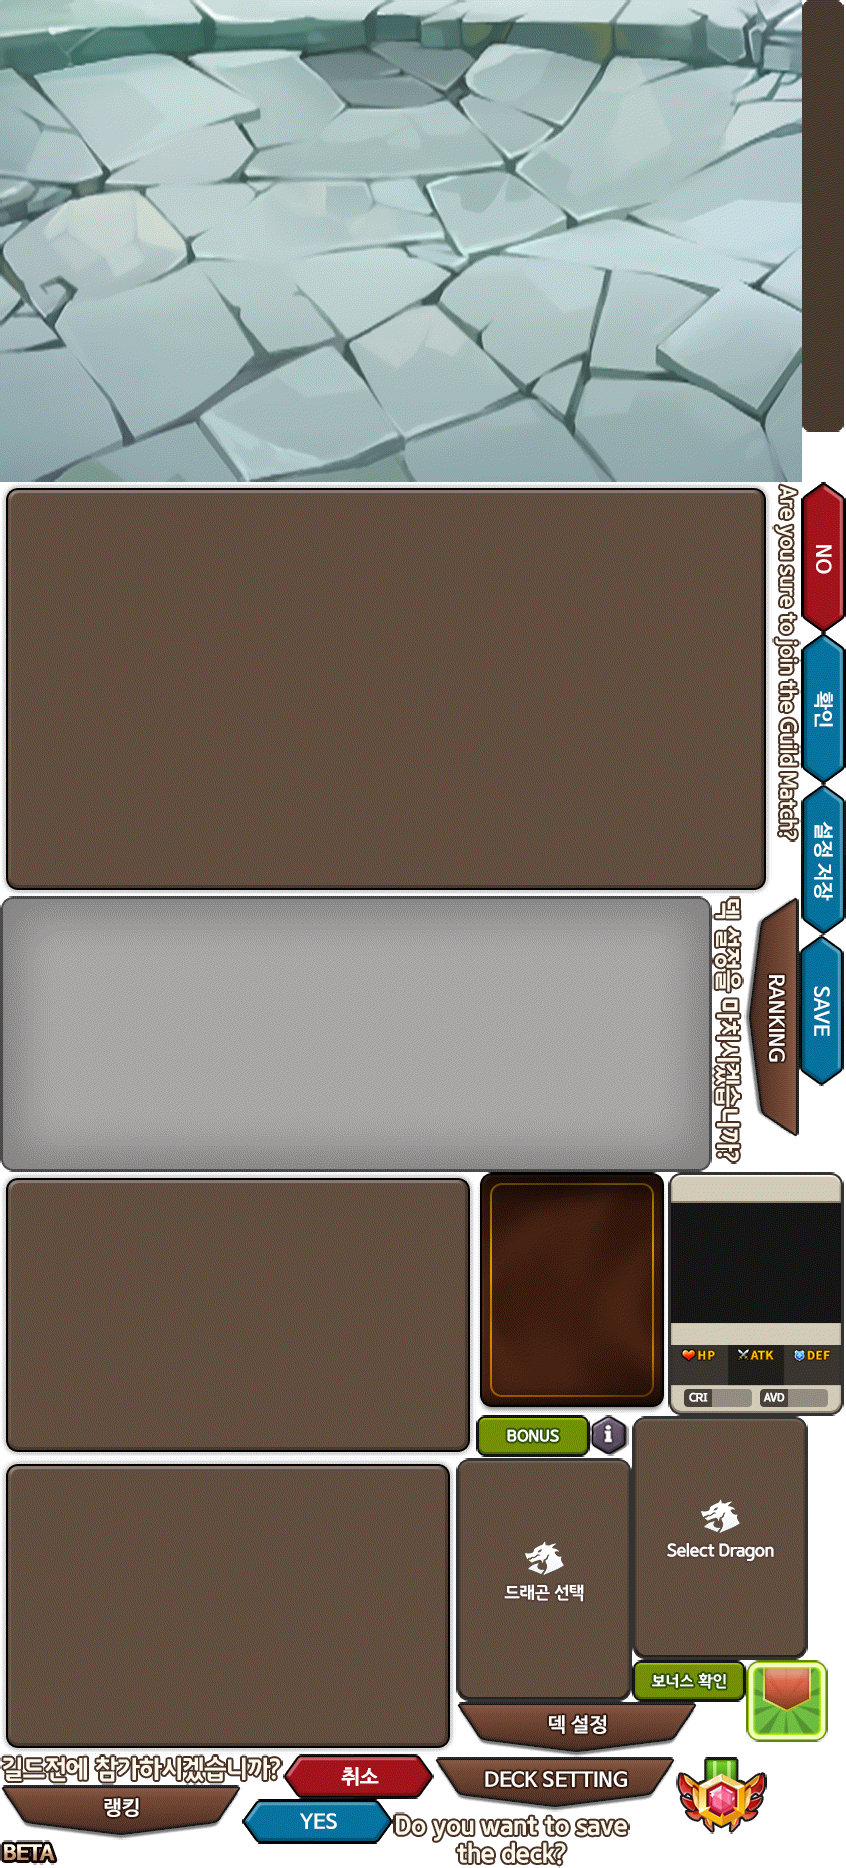 NO
Are you sure to join the Guild Match?
확인
설정 저장
SAVE
RANKING
덱 설정을 마치시겠습니까?
HP
ATK
DEF
CRI
AVD
BONUS
i
Select Dragon
드래곤 선택
보너스 확인
덱 설정
길드전에 참가하시겠습니까?
취소
DECK SETTING
랭킹
YES
Do you want to save
the deck?
BETA